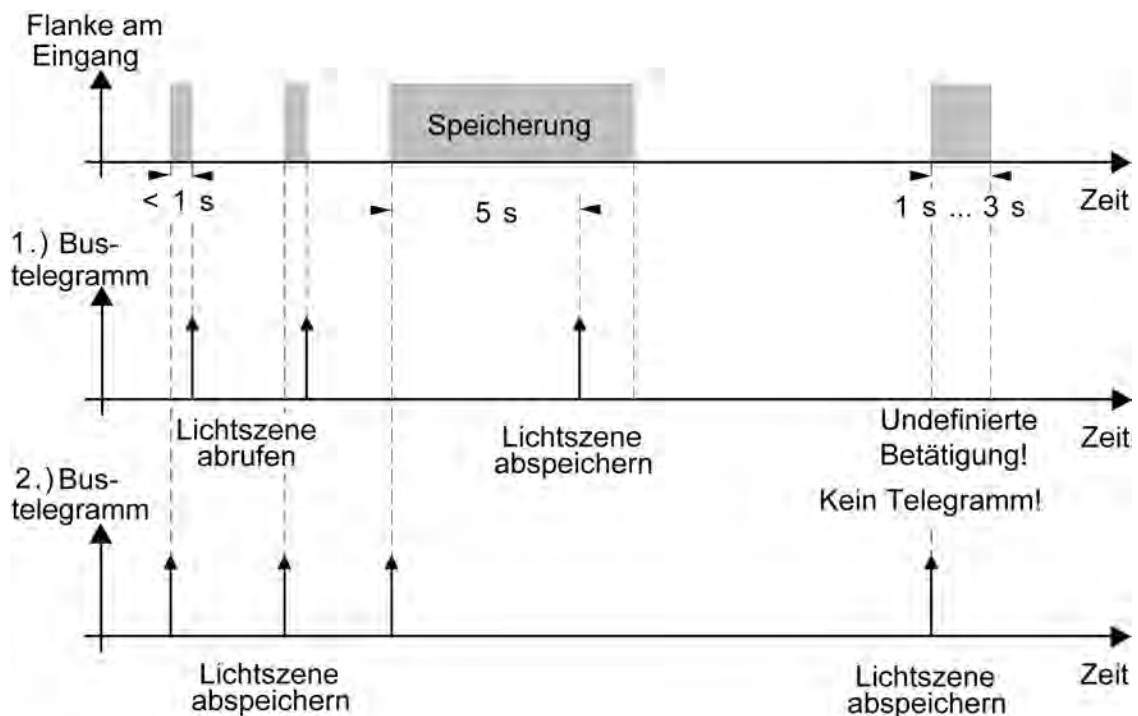 Flanke am
Eingang
Speicherung
< 1 s
5 s
1 s ... 3 s
Zeit
1.) Bus-
telegramm
Lichtszene
abrufen
Lichtszene
abspeichern
Undefinierte
Betätigung!
Kein Telegramm!
Zeit
2.) Bus-
telegramm
Lichtszene
abspeichern
Lichtszene
abspeichern
Zeit